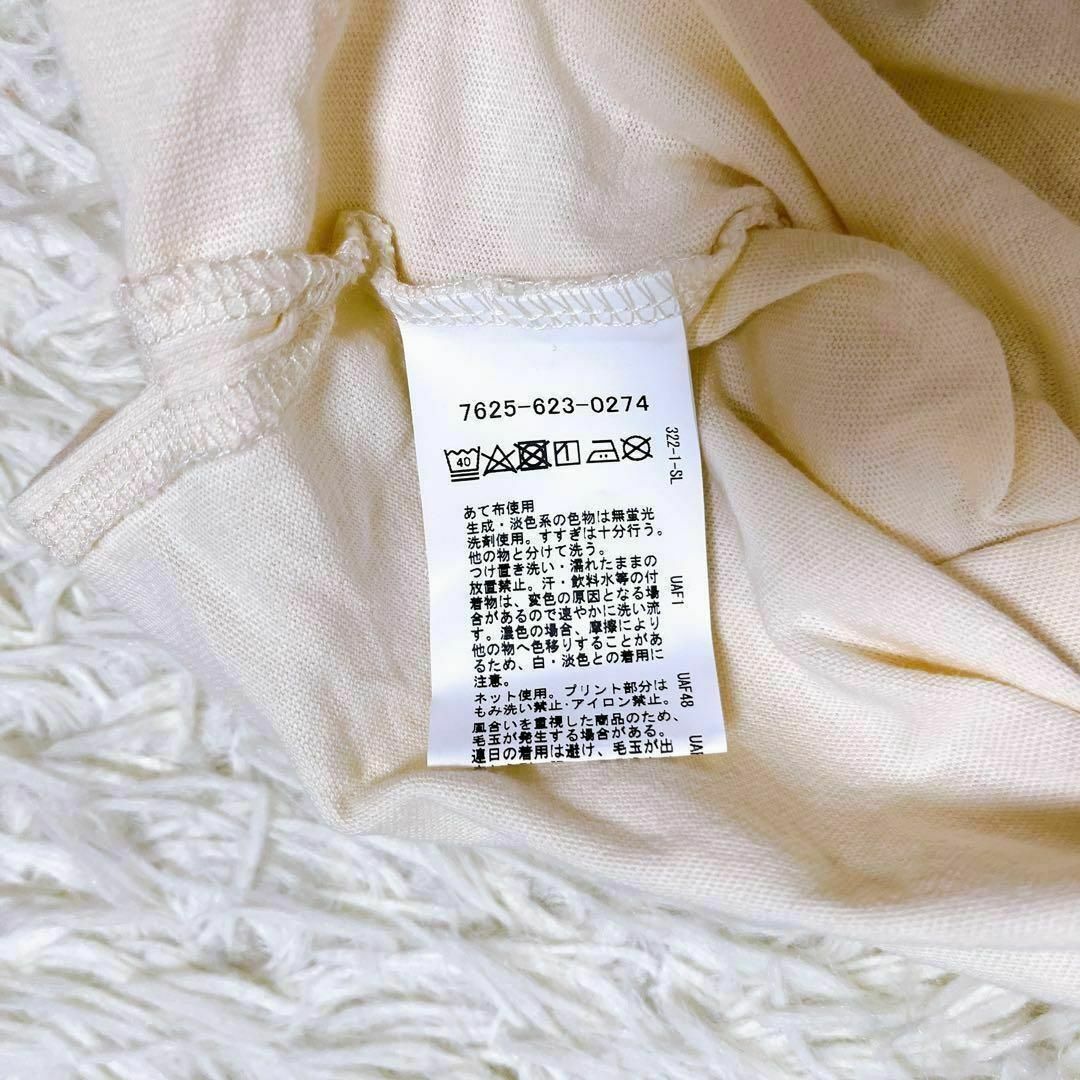 7625-623-0274
40
322-1-SL
あて布使用
生成・淡色系の色物は無蛍光
洗剤使用。すすぎは十分行う。
他の物と分けて洗う。
つけ置き洗い・濡れたままの
放置禁止。汗・飲料水等の付
着物は、変色の原因となる場
合があるので速やかに洗い流
す。濃色の場合、摩擦により
他の物へ色移りすることがあ
るため、白・淡色との着用に
注意。
ネット使用。プリント部分は
もみ洗い禁止・アイロン禁止。
風合いを重視した商品のため、
毛玉が発生する場合がある。
連日の着用は避け、毛玉が出
UAF1
UAF48